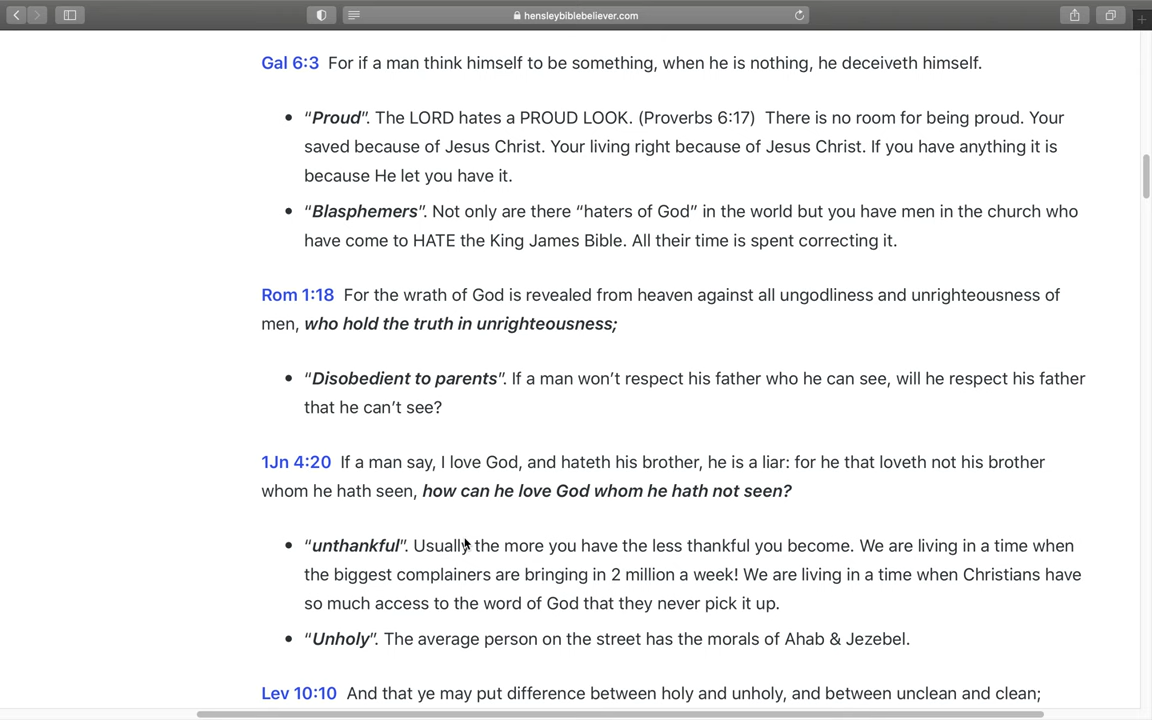 hensleybiblebeliever.com
Gal 6:3 For if a man think himself to be something, when he is nothing, he deceiveth himself.
• “Proud”. The LORD hates a PROUD LOOK. (Proverbs 6:17) There is no room for being proud. Your
saved because of Jesus Christ. Your living right because of Jesus Christ. If you have anything it is
because He let you have it.
• “Blasphemers”. Not only are there “haters of God” in the world but you have men in the church who
have come to HATE the King James Bible. All their time is spent correcting it.
Rom 1:18 For the wrath of God is revealed from heaven against all ungodliness and unrighteousness of
men, who hold the truth in unrighteousness;
• “Disobedient to parents”. If a man won’t respect his father who he can see, will he respect his father
that he can’t see?
1Jn 4:20 If a man say, I love God, and hateth his brother, he is a liar: for he that loveth not his brother
whom he hath seen, how can he love God whom he hath not seen?
• “unthankful”. Usually the more you have the less thankful you become. We are living in a time when
the biggest complainers are bringing in 2 million a week! We are living in a time when Christians have
so much access to the word of God that they never pick it up.
• “Unholy”. The average person on the street has the morals of Ahab & Jezebel.
Lev 10:10 And that ye may put difference between holy and unholy, and between unclean and clean;